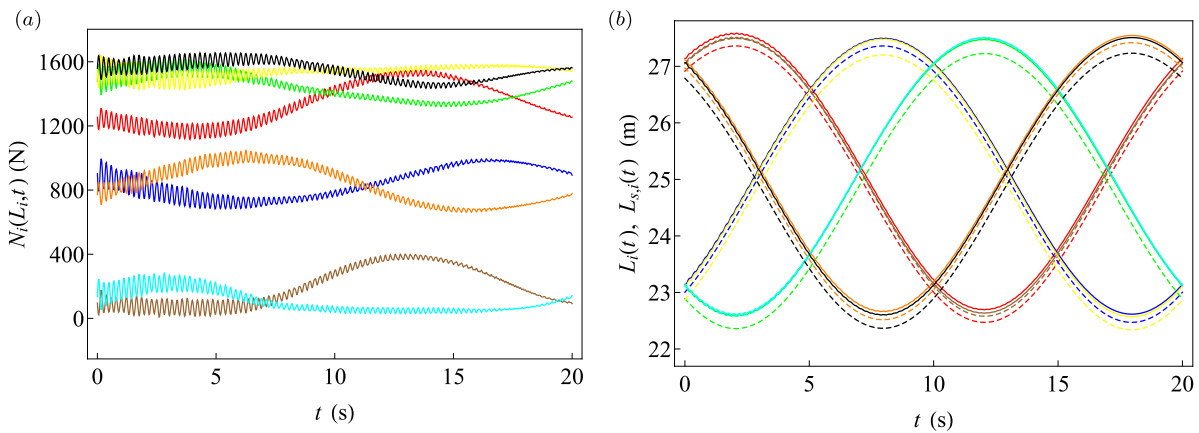 (a)
1600
1200
800
400
0
N_i(L_i,t) (N)
0 5 10 15 20
t (s)
(b)
27
26
25
24
23
22
L_i(t), L_{s,i}(t) (m)
0 5 10 15 20
t (s)